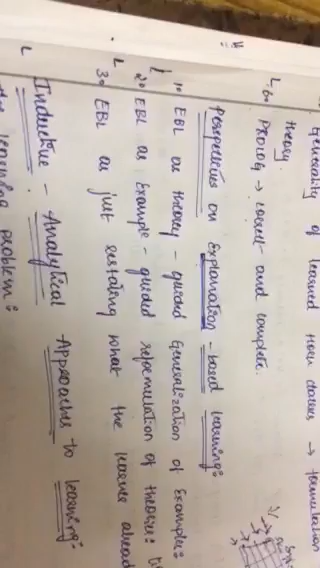 Generality of learned horn clauses → formulation
theory.
PROLOG → correct and complete.
Perspectives on Explanation - based learning:
1° EBL as theory - guided Generalization of Examples:
2° EBL as Example - guided reformulation of theories:
3° EBL as just restating what the learner alread
Inductive - Analytical - Approaches to learning:
The learning problem: